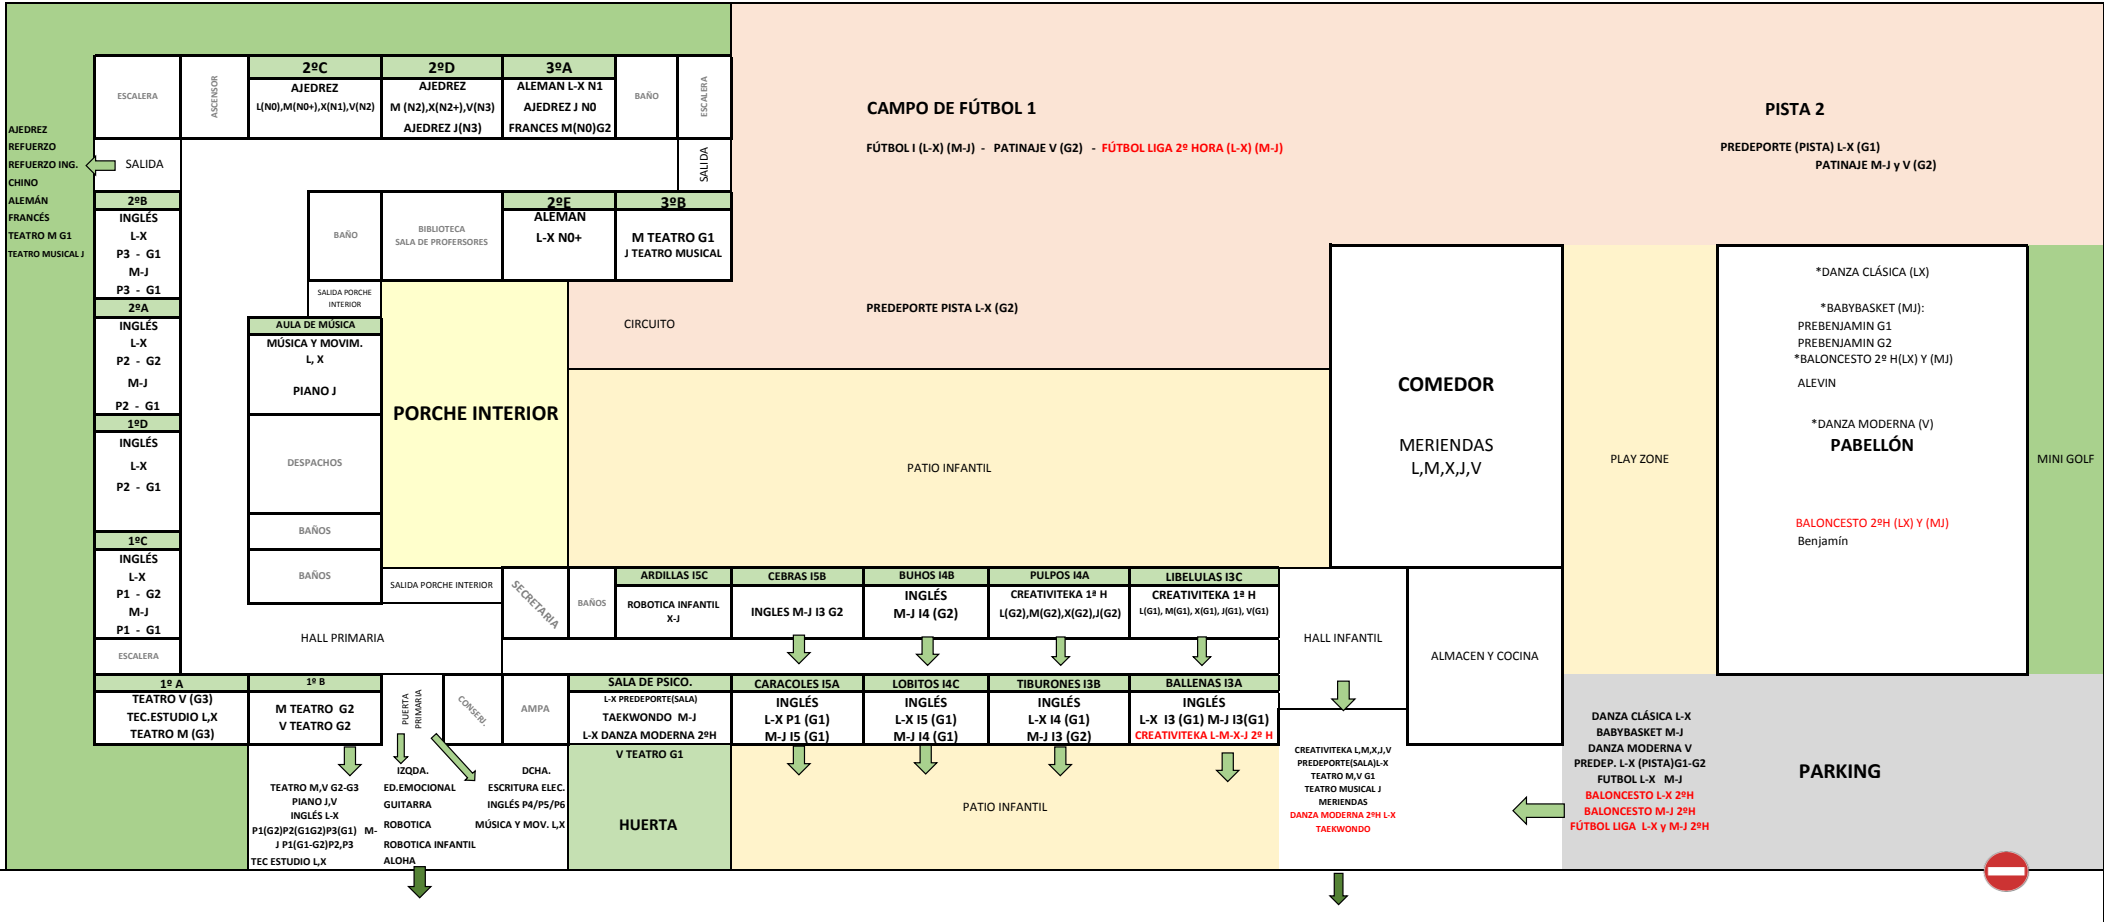 2ºC
2ºD
3ºA
ESCALERA
ASCENSOR
AJEDREZ
L(N0),M(N0+),X(N1),V(N2)
AJEDREZ
M (N2),X(N2+),V(N3)
AJEDREZ J(N3)
ALEMAN L-X N1
AJEDREZ J N0
FRANCES M(N0)G2
BAÑO
ESCALERA
CAMPO DE FÚTBOL 1
FÚTBOL I (L-X) (M-J) - PATINAJE V (G2) - FÚTBOL LIGA 2º HORA (L-X) (M-J)
PISTA 2
PREDEPORTE (PISTA) L-X (G1)
PATINAJE M-J y V (G2)
AJEDREZ
REFUERZO
REFUERZO ING.
CHINO
ALEMÁN
FRANCÉS
TEATRO M G1
TEATRO MUSICAL J
SALIDA
SALIDA
2ºB
INGLÉS
L-X
P3 - G1
M-J
P3 - G1
BAÑO
BIBLIOTECA
SALA DE PROFERSORES
2ºE
ALEMAN
L-X N0+
3ºB
M TEATRO G1
J TEATRO MUSICAL
SALIDA PORCHE
INTERIOR
2ºA
INGLÉS
L-X
P2 - G2
M-J
P2 - G1
AULA DE MÚSICA
MÚSICA Y MOVIM.
L, X
PIANO J
CIRCUITO
PREDEPORTE PISTA L-X (G2)
PORCHE INTERIOR
COMEDOR
MERIENDAS
L,M,X,J,V
PLAY ZONE
*DANZA CLÁSICA (LX)
*BABYBASKET (MJ):
PREBENJAMIN G1
PREBENJAMIN G2
*BALONCESTO 2º H(LX) Y (MJ)
ALEVIN
*DANZA MODERNA (V)
PABELLÓN
BALONCESTO 2ºH (LX) Y (MJ)
Benjamín
MINI GOLF
1ºD
INGLÉS
L-X
P2 - G1
DESPACHOS
PATIO INFANTIL
BAÑOS
1ºC
INGLÉS
L-X
P1 - G2
M-J
P1 - G1
BAÑOS
SALIDA PORCHE INTERIOR
SECRETARIA
BAÑOS
ARDILLAS I5C
ROBOTICA INFANTIL
X-J
CEBRAS I5B
INGLES M-J I3 G2
BUHOS I4B
INGLÉS
M-J I4 (G2)
PULPOS I4A
CREATIVITEKA 1ª H
L(G2),M(G2),X(G2),J(G2)
LIBELULAS I3C
CREATIVITEKA 1ª H
L(G1), M(G1), X(G1), J(G1), V(G1)
HALL PRIMARIA
HALL INFANTIL
ALMACEN Y COCINA
ESCALERA
1º A
TEATRO V (G3)
TEC.ESTUDIO L,X
TEATRO M (G3)
1º B
M TEATRO G2
V TEATRO G2
PUERTA
PRIMARIA
CONSERJ.
AMPA
SALA DE PSICO.
L-X PREDEPORTE(SALA)
TAEKWONDO M-J
L-X DANZA MODERNA 2ºH
V TEATRO G1
CARACOLES I5A
INGLÉS
L-X P1 (G1)
M-J I5 (G1)
LOBITOS I4C
INGLÉS
L-X I5 (G1)
M-J I4 (G1)
TIBURONES I3B
INGLÉS
L-X I4 (G1)
M-J I3 (G2)
BALLENAS I3A
INGLÉS
L-X I3 (G1) M-J I3(G1)
CREATIVITEKA L-M-X-J 2º H
TEATRO M,V G2-G3
PIANO J,V
INGLÉS L-X
P1(G2)P2(G1G2)P3(G1) M-
J P1(G1-G2)P2,P3
TEC ESTUDIO L,X
IZQDA.
ED.EMOCIONAL
GUITARRA
ROBOTICA
ROBOTICA INFANTIL
ALOHA
DCHA.
ESCRITURA ELEC.
INGLÉS P4/P5/P6
MÚSICA Y MOV. L,X
HUERTA
PATIO INFANTIL
CREATIVITEKA L,M,X,J,V
PREDEPORTE(SALA)L-X
TEATRO M,V G1
TEATRO MUSICAL J
MERIENDAS
DANZA MODERNA 2ºH L-X
TAEKWONDO
DANZA CLÁSICA L-X
BABYBASKET M-J
DANZA MODERNA V
PREDEP. L-X (PISTA)G1-G2
FUTBOL L-X M-J
BALONCESTO L-X 2ºH
BALONCESTO M-J 2ºH
FÚTBOL LIGA L-X y M-J 2ºH
PARKING